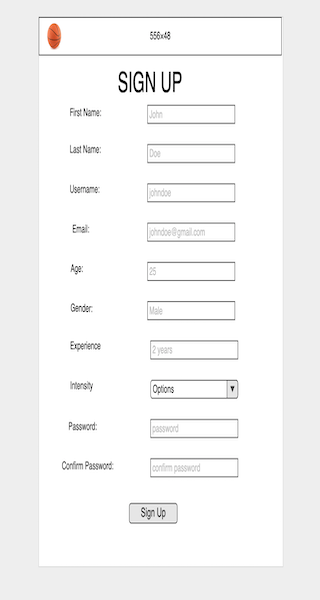 556x48
SIGN UP
First Name: John
Last Name: Doe
Username: johndoe
Email: johndoe@gmail.com
Age: 25
Gender: Male
Experience 2 years
Intensity Options
Password: password
Confirm Password: confirm password
Sign Up